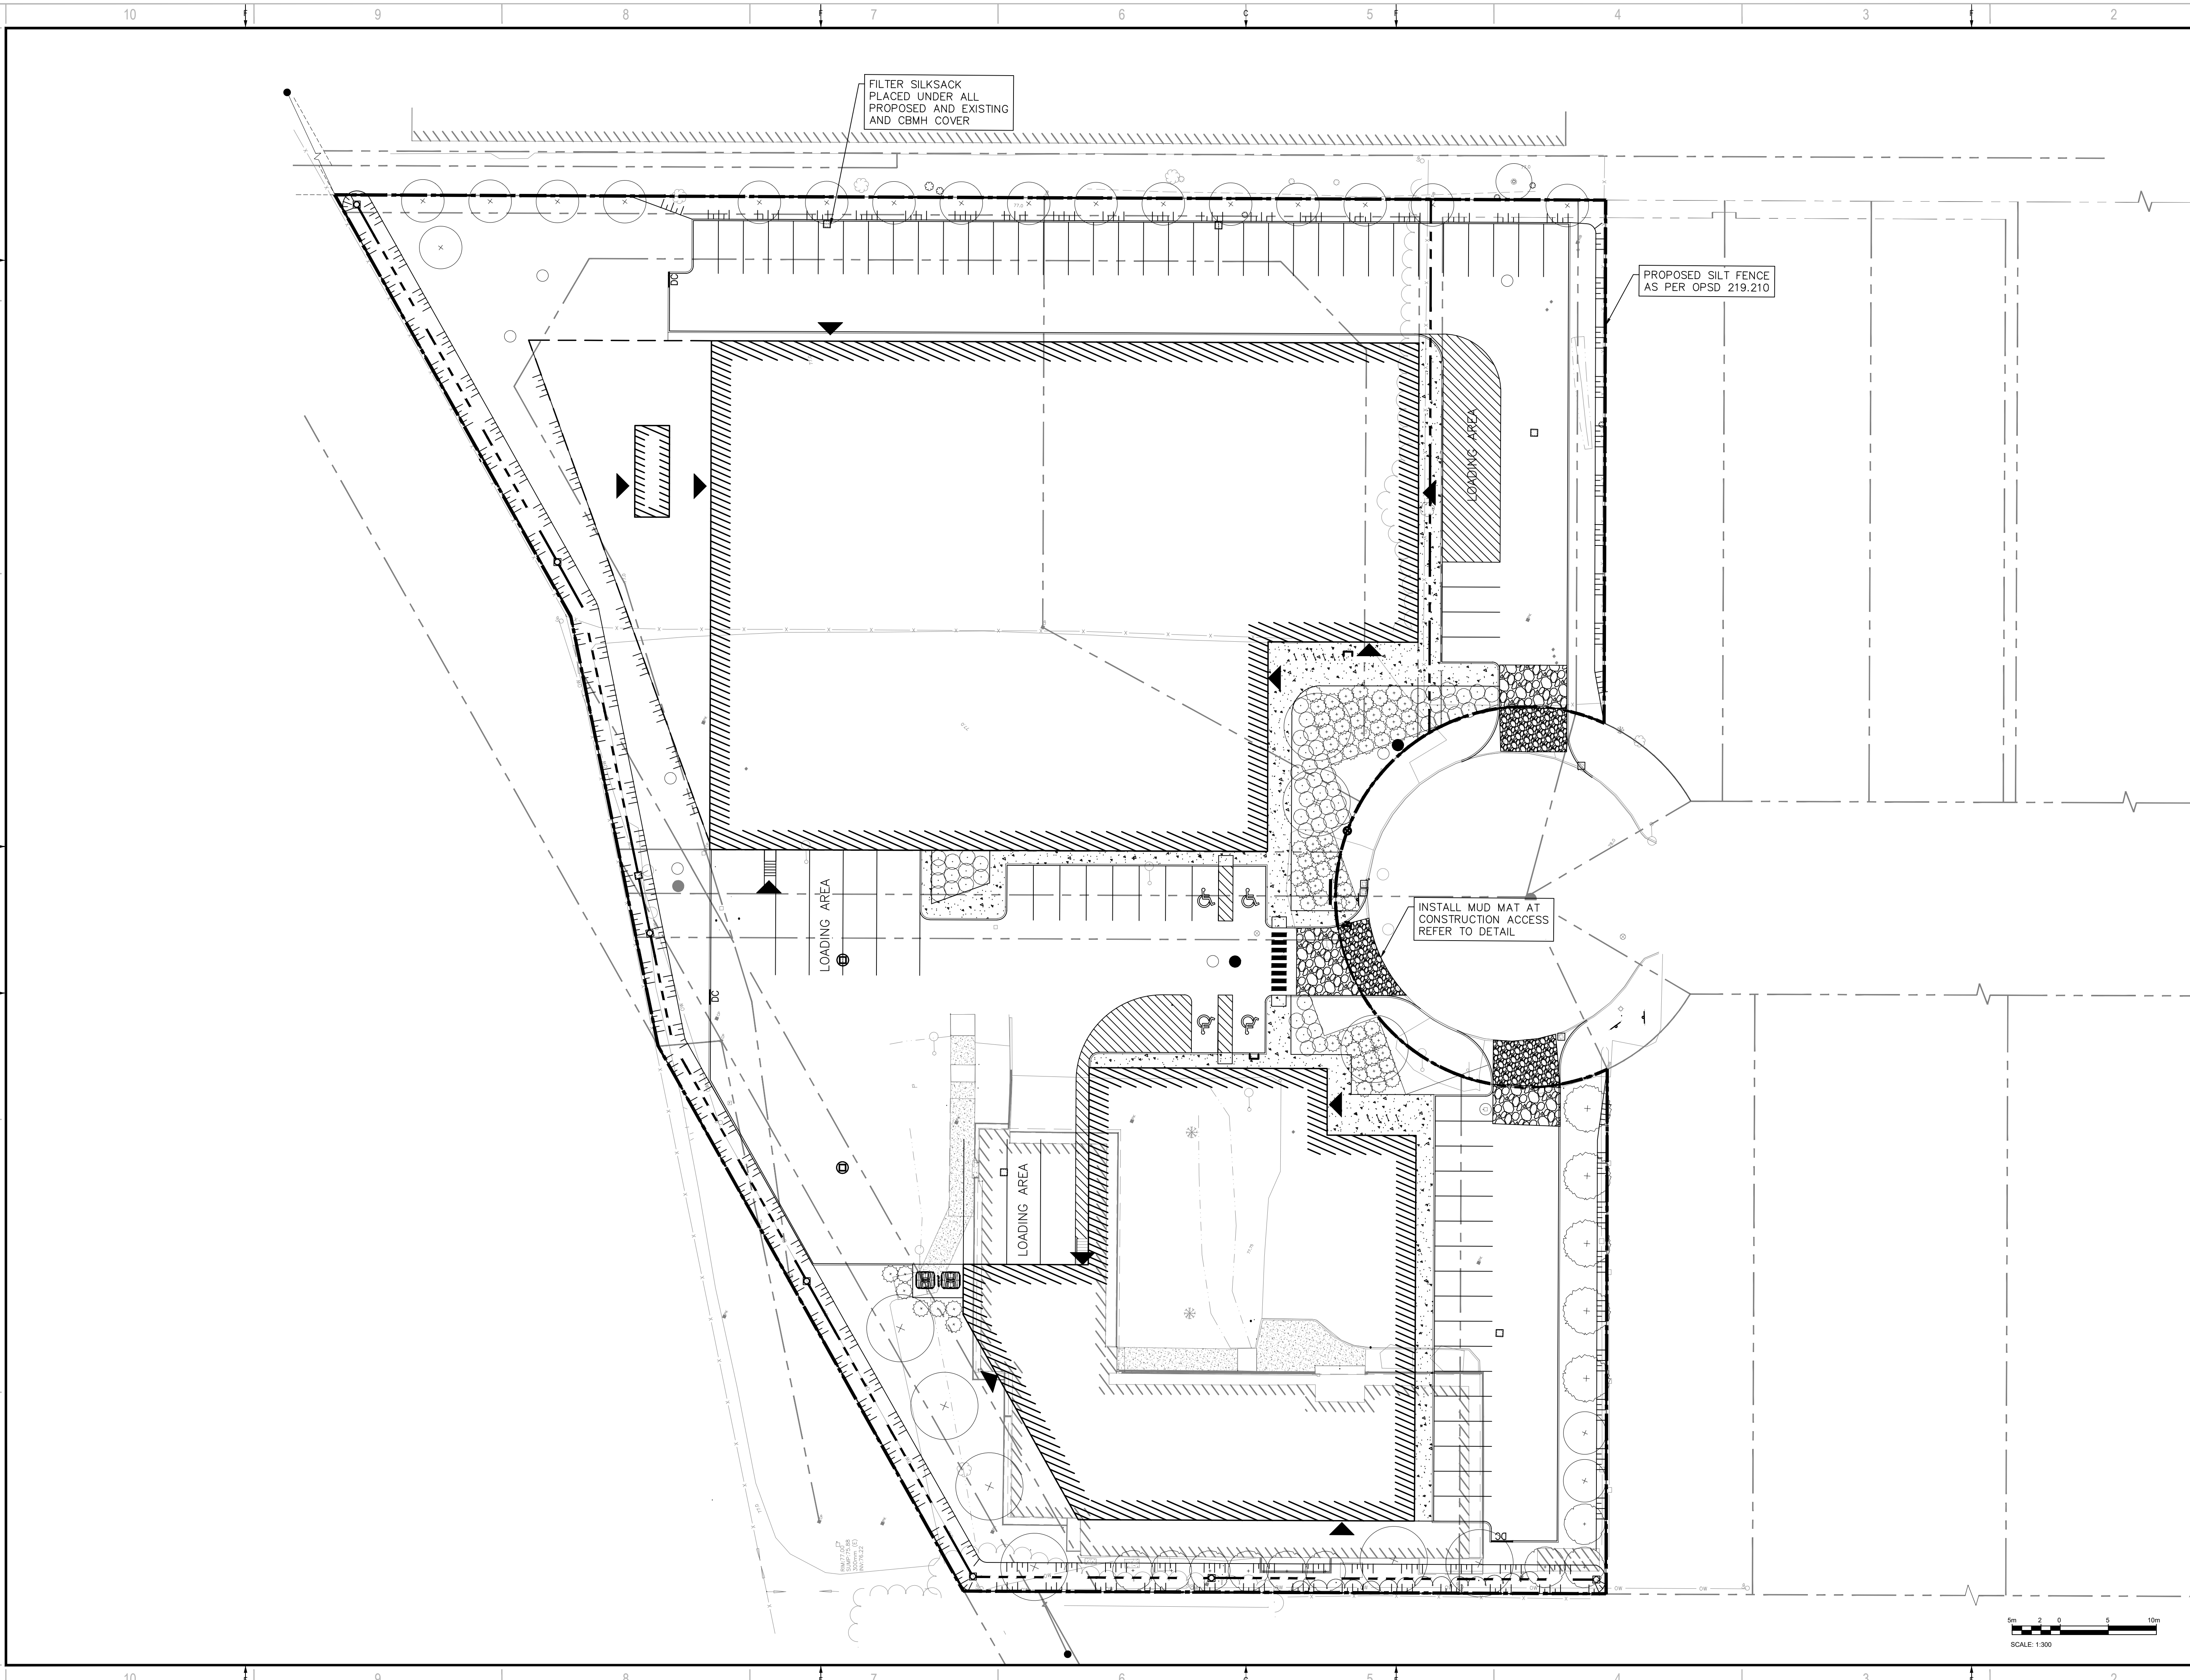 10 9 8 7 6 5 4 3 2
F F C F F
FILTER SILKSACK
PLACED UNDER ALL
PROPOSED AND EXISTING
AND CBMH COVER
PROPOSED SILT FENCE
AS PER OPSD 219.210
DC
LOADING AREA
LOADING AREA
INSTALL MUD MAT AT
CONSTRUCTION ACCESS
REFER TO DETAIL
DC
LOADING AREA
DC
5m 2 0 5 10m
SCALE: 1:300
10 9 8 7 6 5 4 3 2